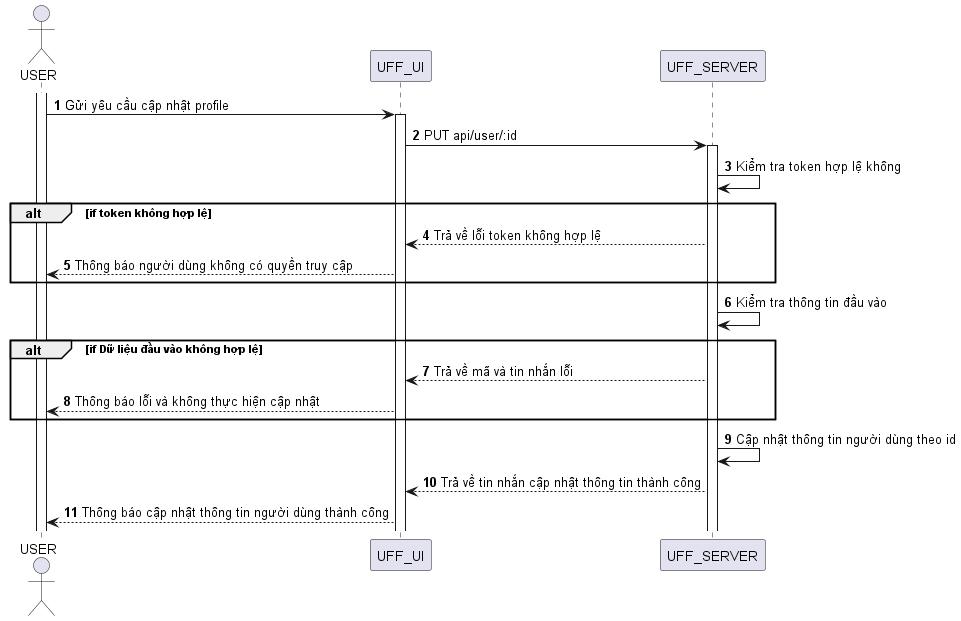 USER
UFF_UI
UFF_SERVER
1 Gửi yêu cầu cập nhật profile
2 PUT api/user/:id
3 Kiểm tra token hợp lệ không
alt [if token không hợp lệ]
4 Trả về lỗi token không hợp lệ
5 Thông báo người dùng không có quyền truy cập
6 Kiểm tra thông tin đầu vào
alt [if Dữ liệu đầu vào không hợp lệ]
7 Trả về mã và tin nhắn lỗi
8 Thông báo lỗi và không thực hiện cập nhật
9 Cập nhật thông tin người dùng theo id
10 Trả về tin nhắn cập nhật thông tin thành công
11 Thông báo cập nhật thông tin người dùng thành công
USER
UFF_UI
UFF_SERVER